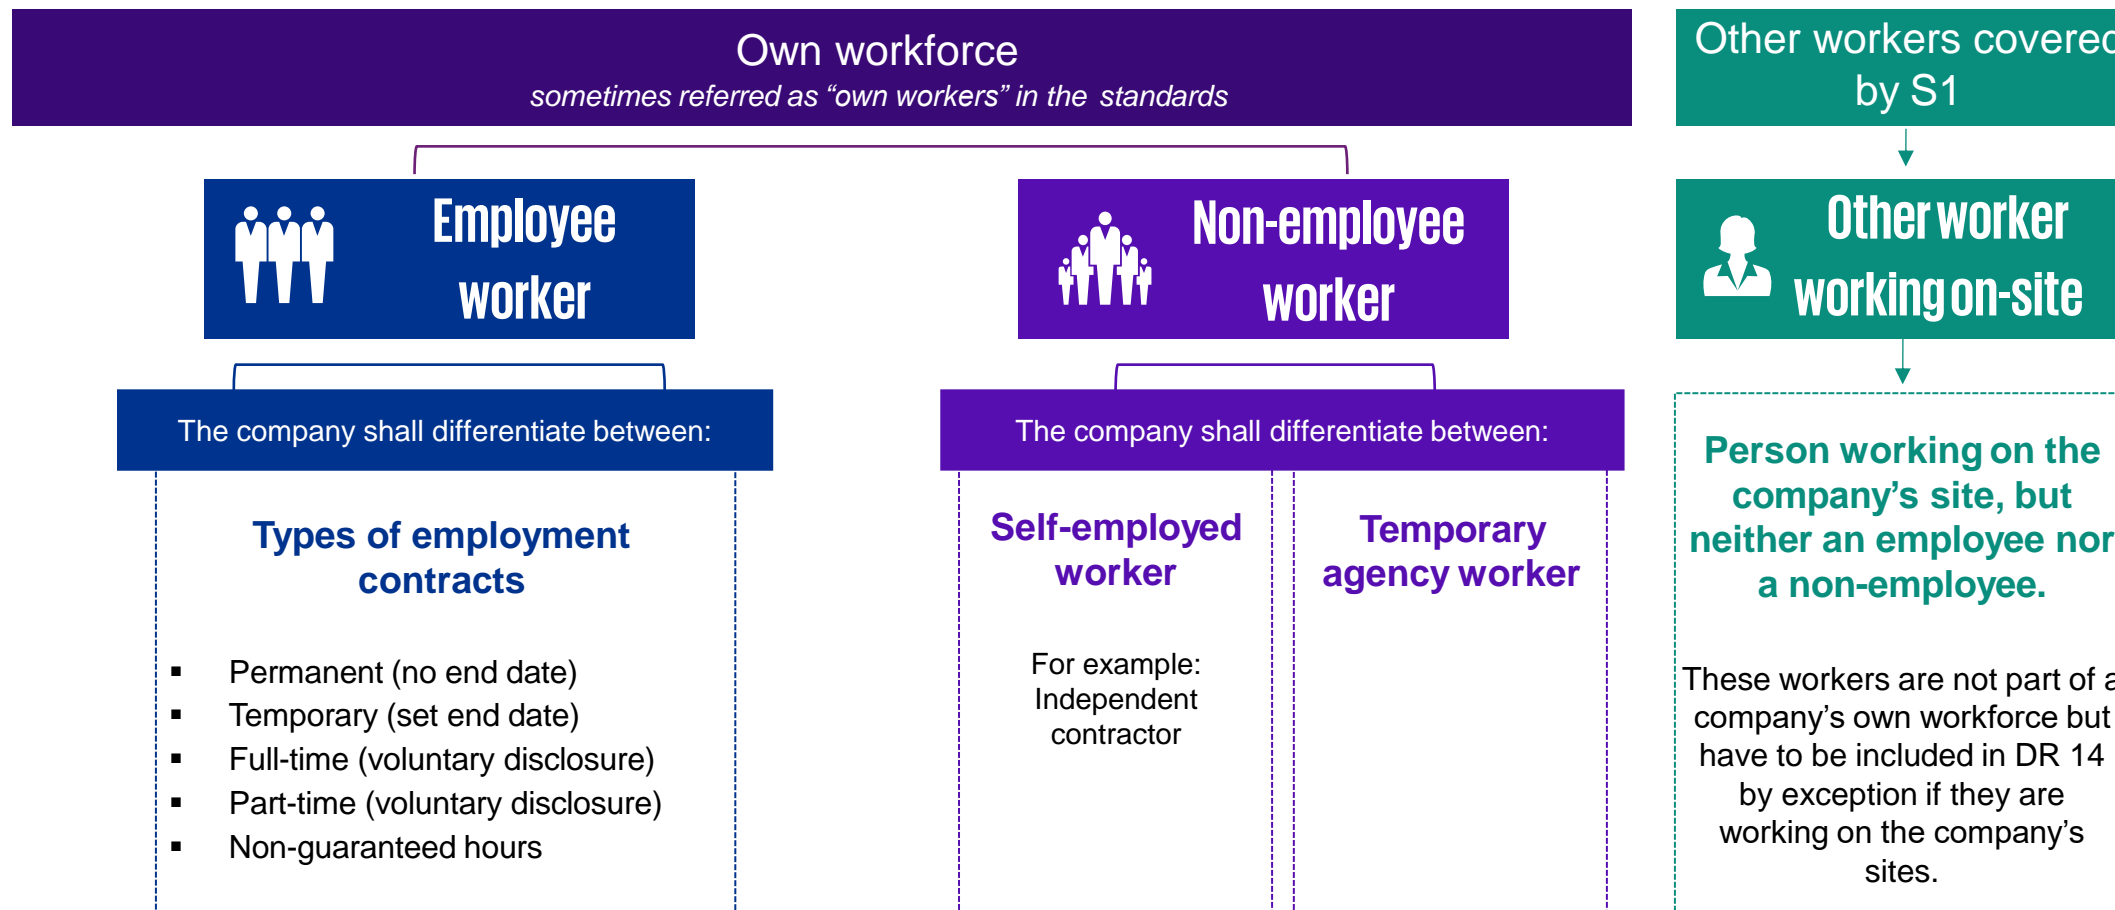 Own workforce
sometimes referred as “own workers” in the standards
Other workers covered
by S1
Employee
worker
Non-employee
worker
Other worker
working on-site
The company shall differentiate between:
The company shall differentiate between:
Types of employment
contracts
▪ Permanent (no end date)
▪ Temporary (set end date)
▪ Full-time (voluntary disclosure)
▪ Part-time (voluntary disclosure)
▪ Non-guaranteed hours
Self-employed
worker
For example:
Independent
contractor
Temporary
agency worker
Person working on the
company’s site, but
neither an employee nor
a non-employee.
These workers are not part of a
company’s own workforce but
have to be included in DR 14
by exception if they are
working on the company’s
sites.